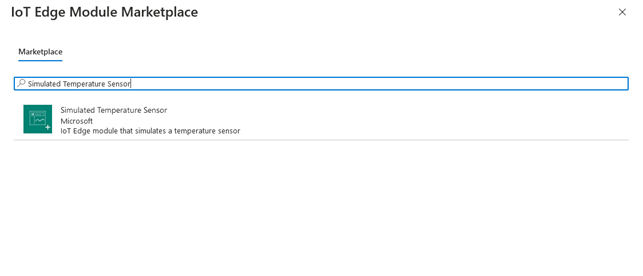 IoT Edge Module Marketplace
Marketplace
Simulated Temperature Sensor
Simulated Temperature Sensor
Microsoft
IoT Edge module that simulates a temperature sensor